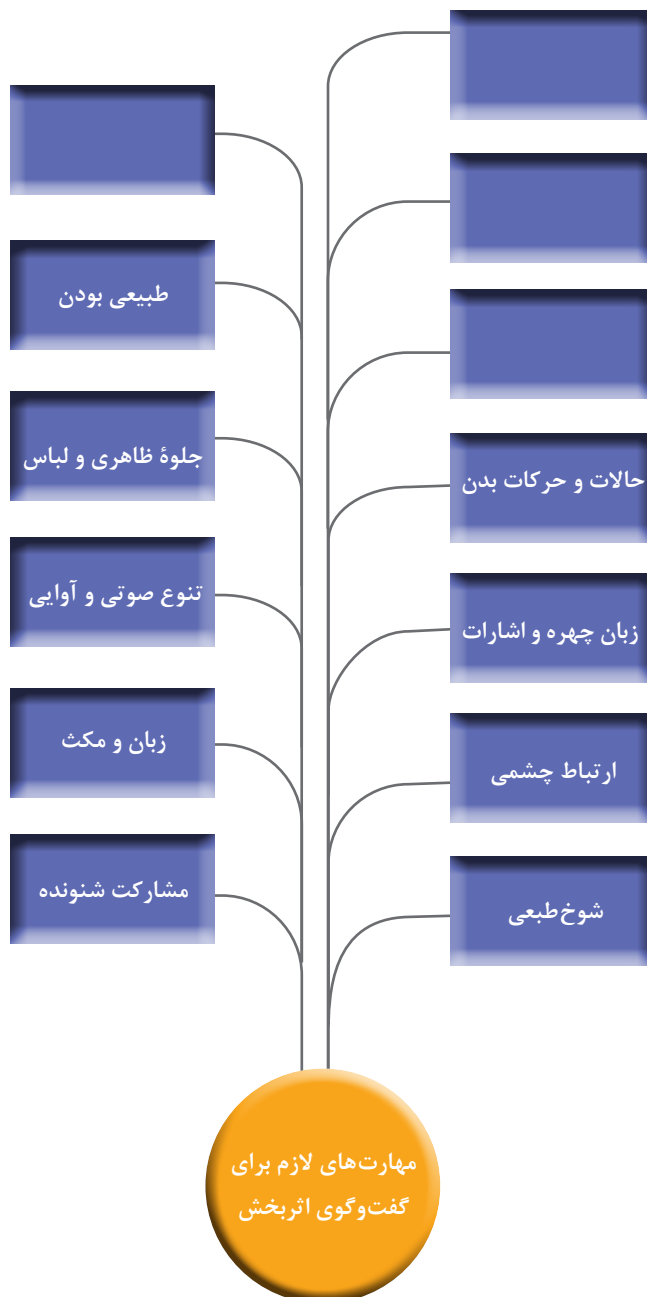 حالات و حرکات بدن
زبان چهره و اشارات
ارتباط چشمی
شوخ‌طبعی
طبیعی بودن
جلوهٔ ظاهری و لباس
تنوع صوتی و آوایی
زبان و مکث
مشارکت شنونده
مهارت‌های لازم برای
گفت‌وگوی اثربخش